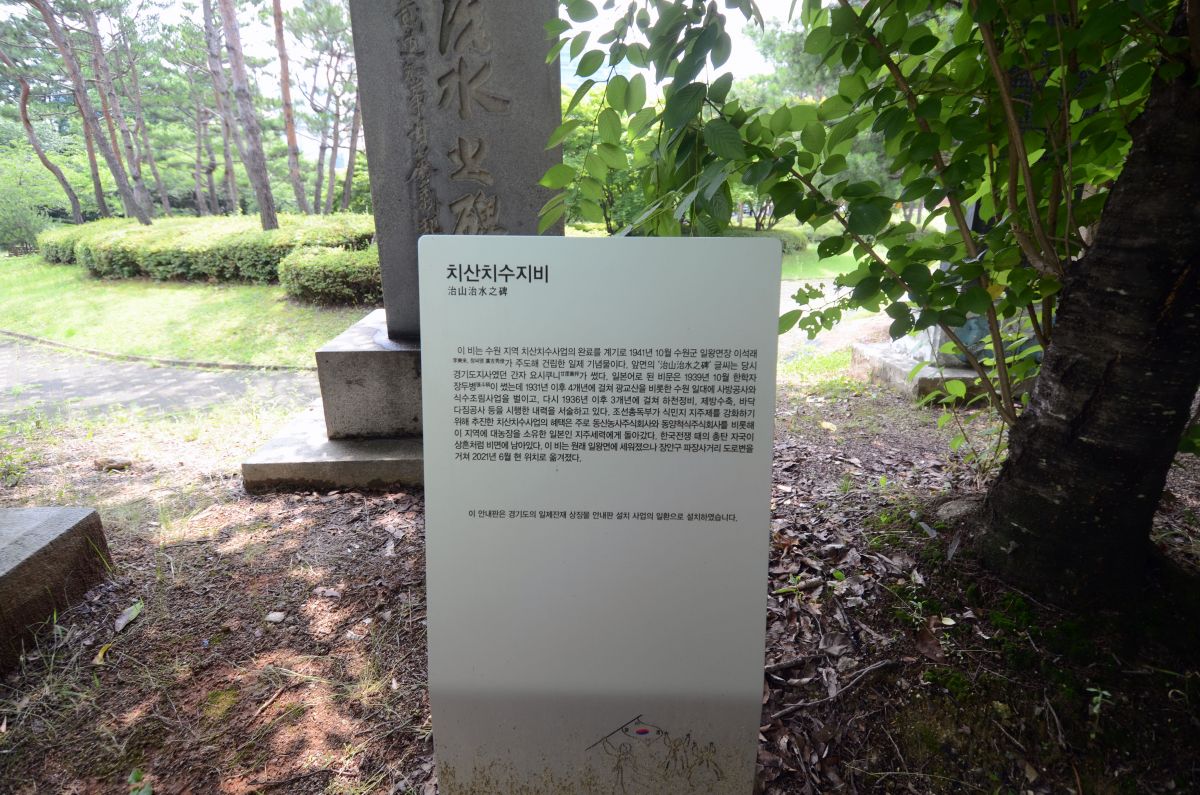 治水之碑
치산치수지비
治山治水之碑
이 비는 수원 지역 치산치수사업의 완료를 계기로 1941년 10월 수원군 일왕면장 이석래
가 주도해 건립한 일제 기념물이다. 앞면의 '治山治水之碑' 글씨는 당시
경기도지사였던 간자 요시쿠니가 썼다. 일본어로 된 비문은 1939년 10월 한학자
장두병이 썼는데 1931년 이후 4개년에 걸쳐 광교산을 비롯한 수원 일대에 사방공사와
식수조림사업을 벌이고, 다시 1936년 이후 3개년에 걸쳐 하천정비, 제방수축, 바닥
다짐공사 등을 시행한 내력을 서술하고 있다. 조선총독부가 식민지 지주제를 강화하기
위해 추진한 치산치수사업의 혜택은 주로 동산농사주식회사와 동양척식주식회사를 비롯해
이 지역에 대농장을 소유한 일본인 지주세력에게 돌아갔다. 한국전쟁 때의 총탄 자국이
상흔처럼 비면에 남아있다. 이 비는 원래 일왕면에 세워졌으나 장안구 파장사거리 도로변을
거쳐 2021년 6월 현 위치로 옮겨졌다.
이 안내판은 경기도의 일제잔재 상징물 안내판 설치 사업의 일환으로 설치하였습니다.